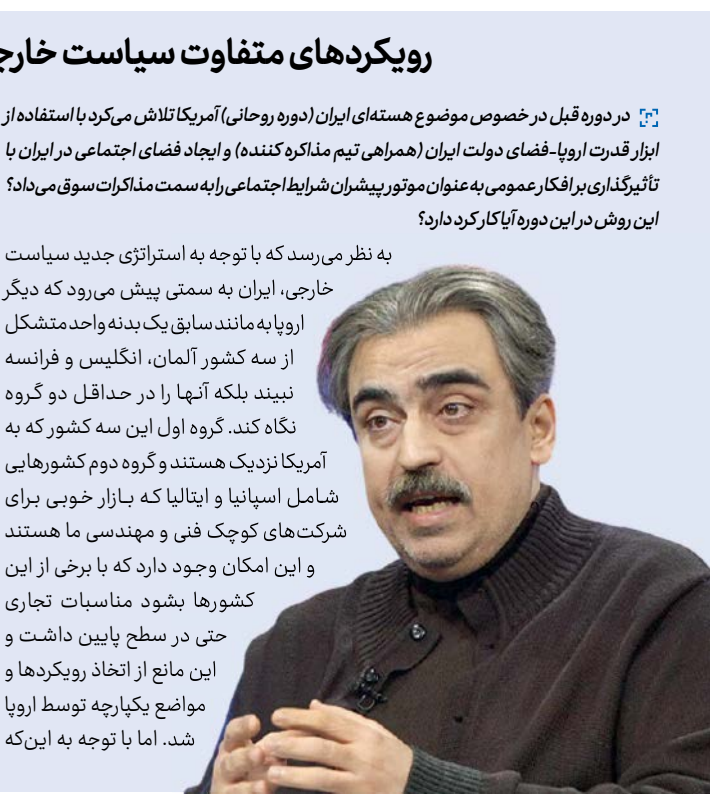 رویکردهای متفاوت سیاست خارج
در دوره قبل در خصوص موضوع هسته‌ای ایران (دوره روحانی) آمریکا تلاش می‌کرد با استفاده از
ابزار قدرت اروپا-فضای دولت ایران (همراهی تیم مذاکره کننده) و ایجاد فضای اجتماعی در ایران با
تأثیرگذاری بر افکار عمومی به عنوان موتور پیشران شرایط اجتماعی را به سمت مذاکرات سوق می‌داد؟
این روش در این دوره آیا کار کرد دارد؟
به نظر می‌رسد که با توجه به استراتژی جدید سیاست
خارجی، ایران به سمتی پیش می‌رود که دیگر
اروپا به مانند سابق یک بدنه واحد متشکل
از سه کشور آلمان، انگلیس و فرانسه
نبیند بلکه آنها را در حداقل دو گروه
نگاه کند. گروه اول این سه کشور که به
آمریکا نزدیک هستند و گروه دوم کشورهایی
شامل اسپانیا و ایتالیا که بازار خوبی برای
شرکت‌های کوچک فنی و مهندسی ما هستند
و این امکان وجود دارد که با برخی از این
کشورها بشود مناسبات تجاری
حتی در سطح پایین داشت و
این مانع از اتخاذ رویکردها و
مواضع یکپارچه توسط اروپا
شد. اما با توجه به این‌که